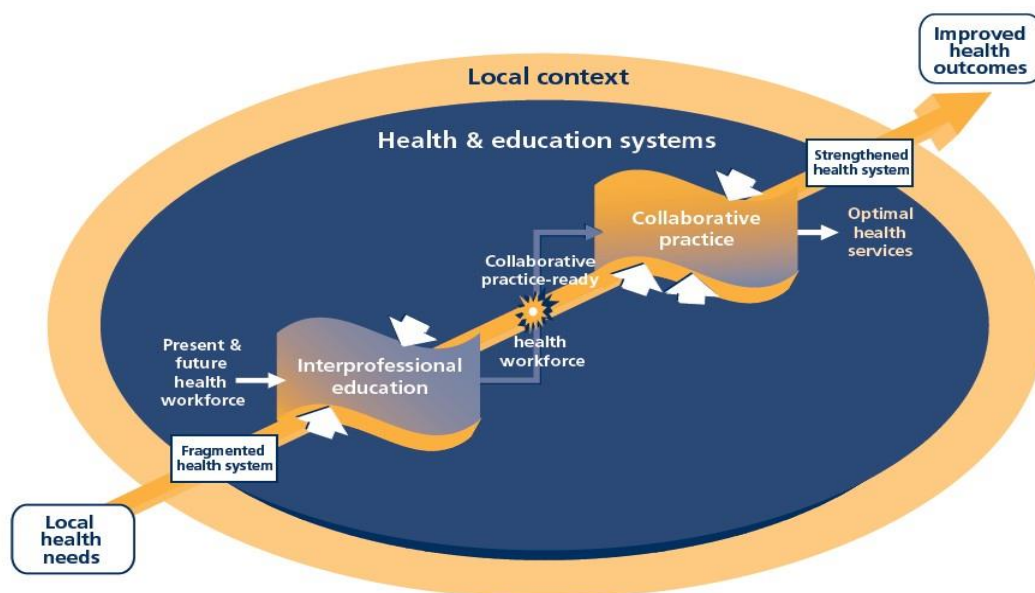 Improved
health
outcomes
Local context
Health & education systems
Strengthened
health system
Collaborative
practice
Optimal
health
services
Collaborative
practice-ready
health
workforce
Present &
future
health
workforce
Interprofessional
education
Fragmented
health system
Local
health
needs